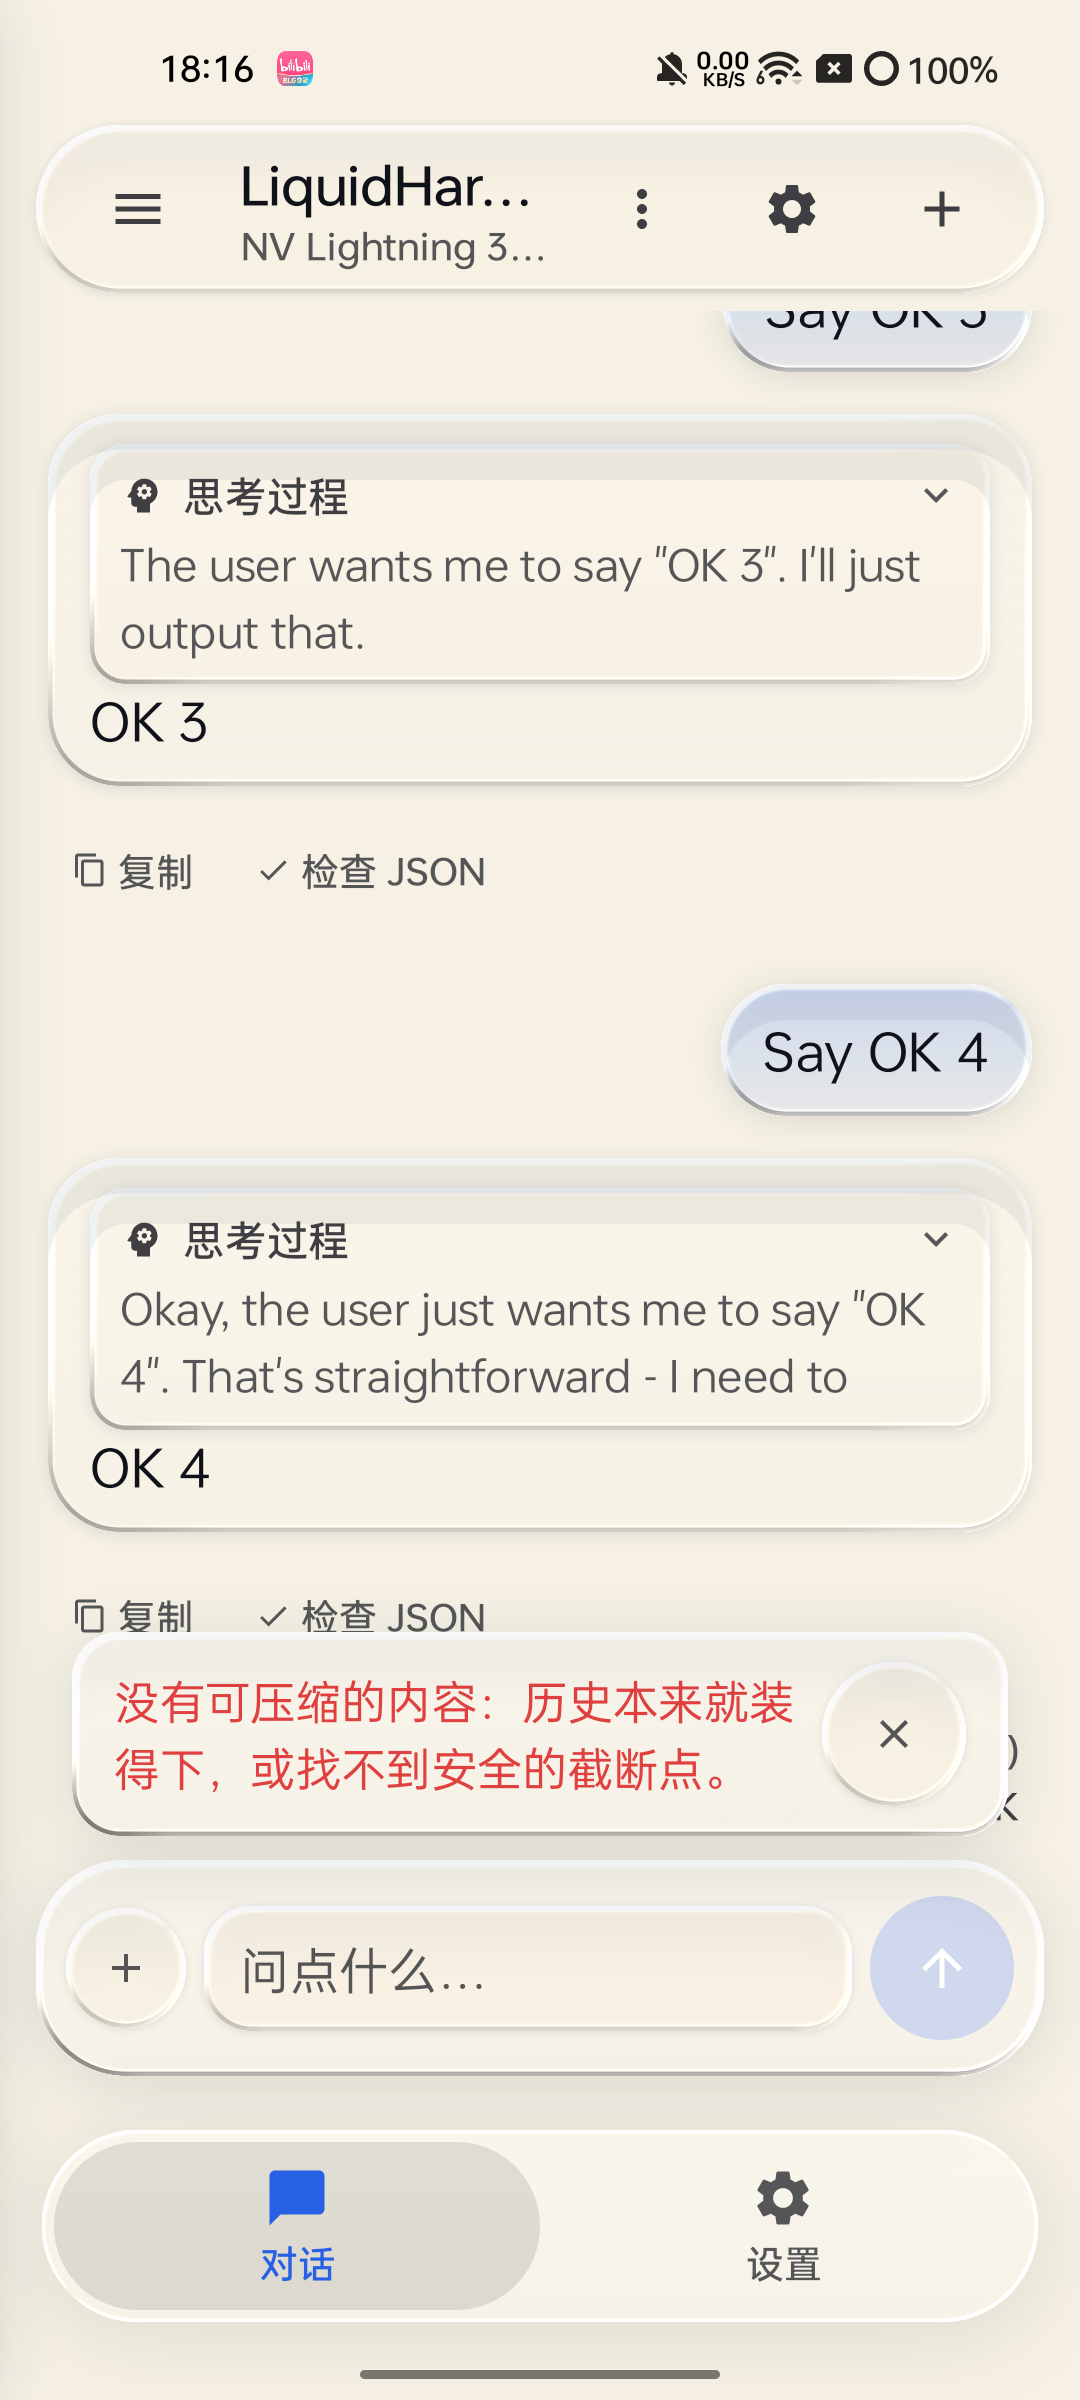 18:16
bilibili
0.00
KB/S
6
100%
LiquidHar...
NV Lightning 3...
Say OK 3
思考过程
The user wants me to say "OK 3". I'll just
output that.
OK 3
复制
检查 JSON
Say OK 4
思考过程
Okay, the user just wants me to say "OK
4". That's straightforward - I need to
OK 4
复制
检查 JSON
没有可压缩的内容：历史本来就装
得下，或找不到安全的截断点。
)
K
问点什么...
对话
设置